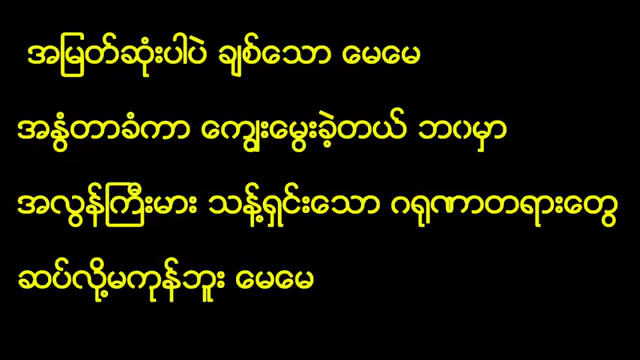 အမြတ်ဆုံးပါပဲ ချစ်သော မေမေ
အနွံတာခံကာ ကျွေးမွေးခဲ့တယ် ဘဝမှာ
အလွန်ကြီးမား သန့်ရှင်းသော ဂရုဏာတရားတွေ
ဆပ်လို့မကုန်ဘူး မေမေ